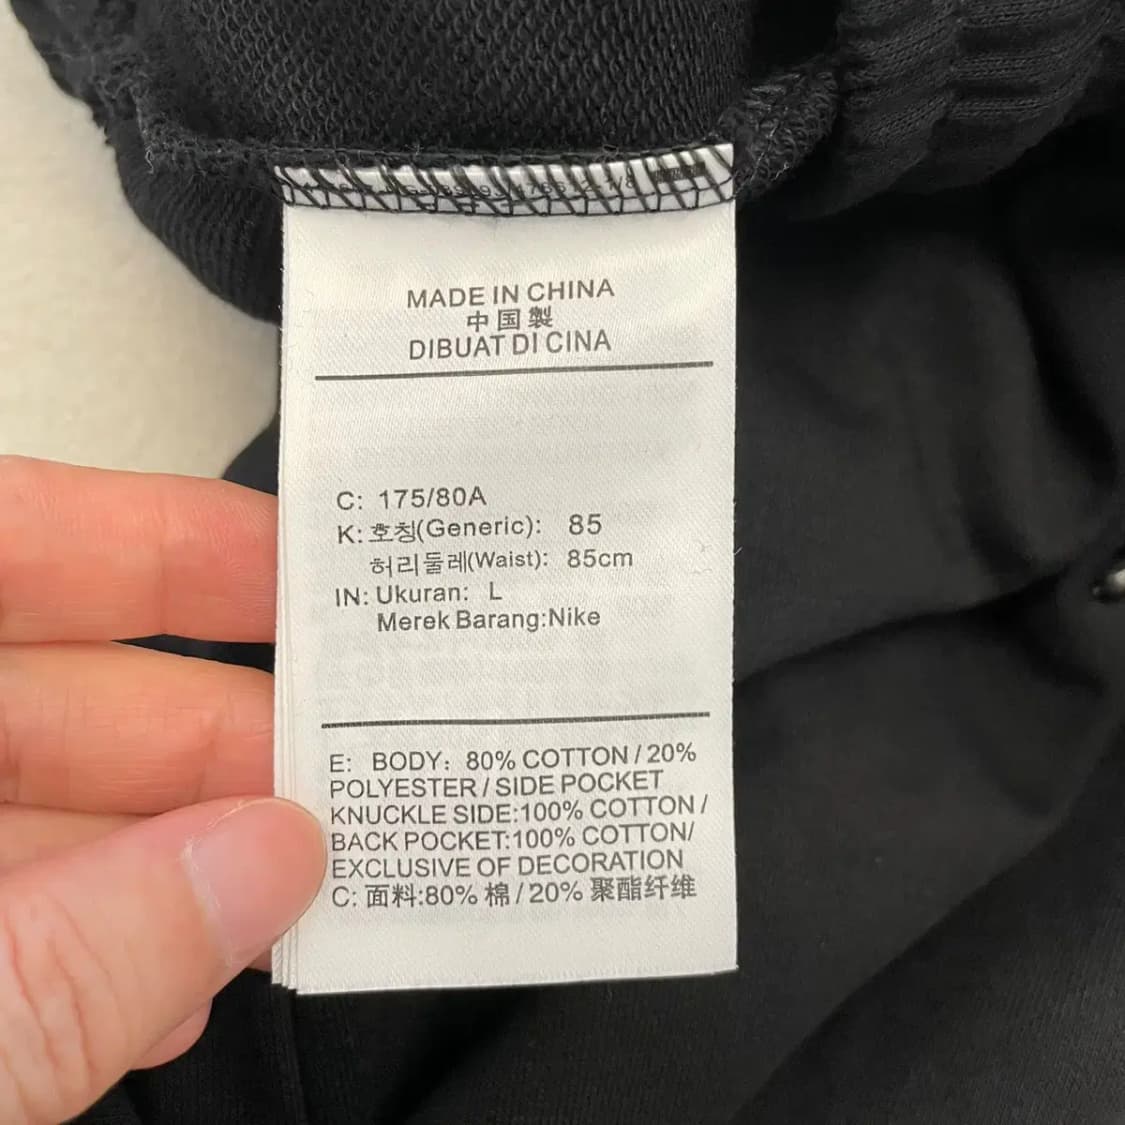 MADE IN CHINA
中国製
DIBUAT DI CINA
C: 175/80A
K: 호칭(Generic): 85
허리둘레(Waist): 85cm
IN: Ukuran: L
Merek Barang:Nike
E: BODY: 80% COTTON / 20%
POLYESTER / SIDE POCKET
KNUCKLE SIDE:100% COTTON /
BACK POCKET:100% COTTON/
EXCLUSIVE OF DECORATION
C: 面料:80% 棉 / 20% 聚酯纤维